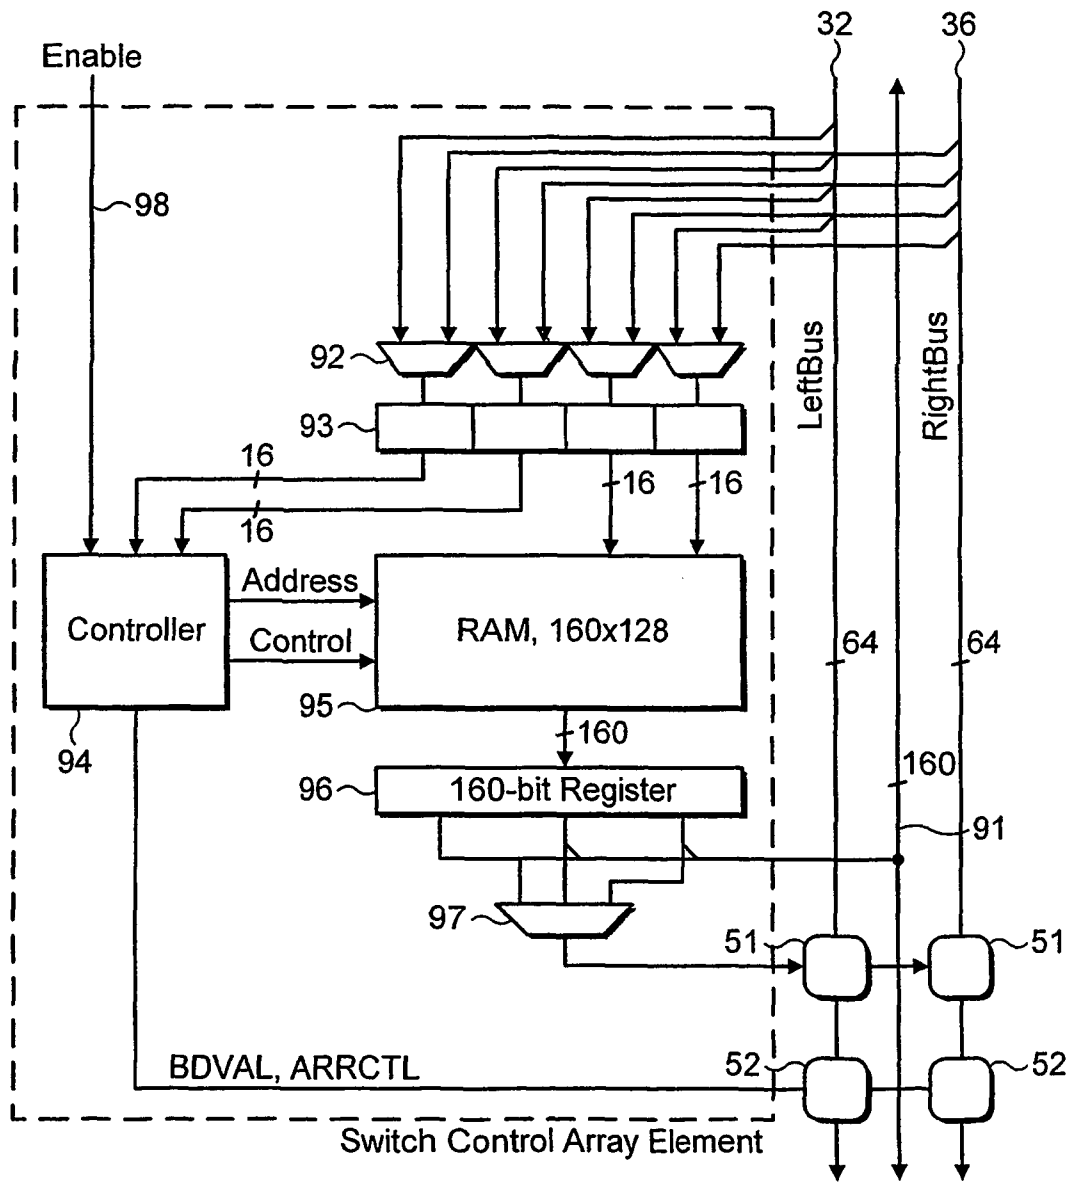 32
36
Enable
98
LeftBus
RightBus
92
93
16
16
16
16
Address
Controller
Control
RAM, 160x128
64
64
94
95
160
160
96
160-bit Register
91
97
51
51
BDVAL, ARRCTL
52
52
Switch Control Array Element